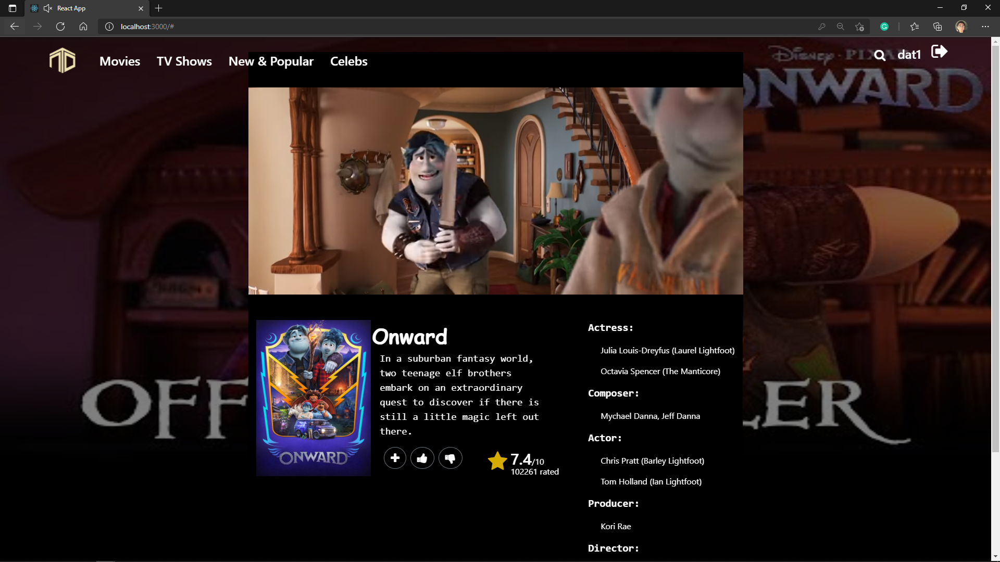 React App
localhost:3000/#
Movies
TV Shows
New & Popular
Celebs
dat1
Disney · PIXAR
ONWARD
OFF
LER
ONWARD
Onward
In a suburban fantasy world,
two teenage elf brothers
embark on an extraordinary
quest to discover if there is
still a little magic left out
there.
7.4/10
102261 rated
Actress:
Julia Louis-Dreyfus (Laurel Lightfoot)
Octavia Spencer (The Manticore)
Composer:
Mychael Danna, Jeff Danna
Actor:
Chris Pratt (Barley Lightfoot)
Tom Holland (Ian Lightfoot)
Producer:
Kori Rae
Director: